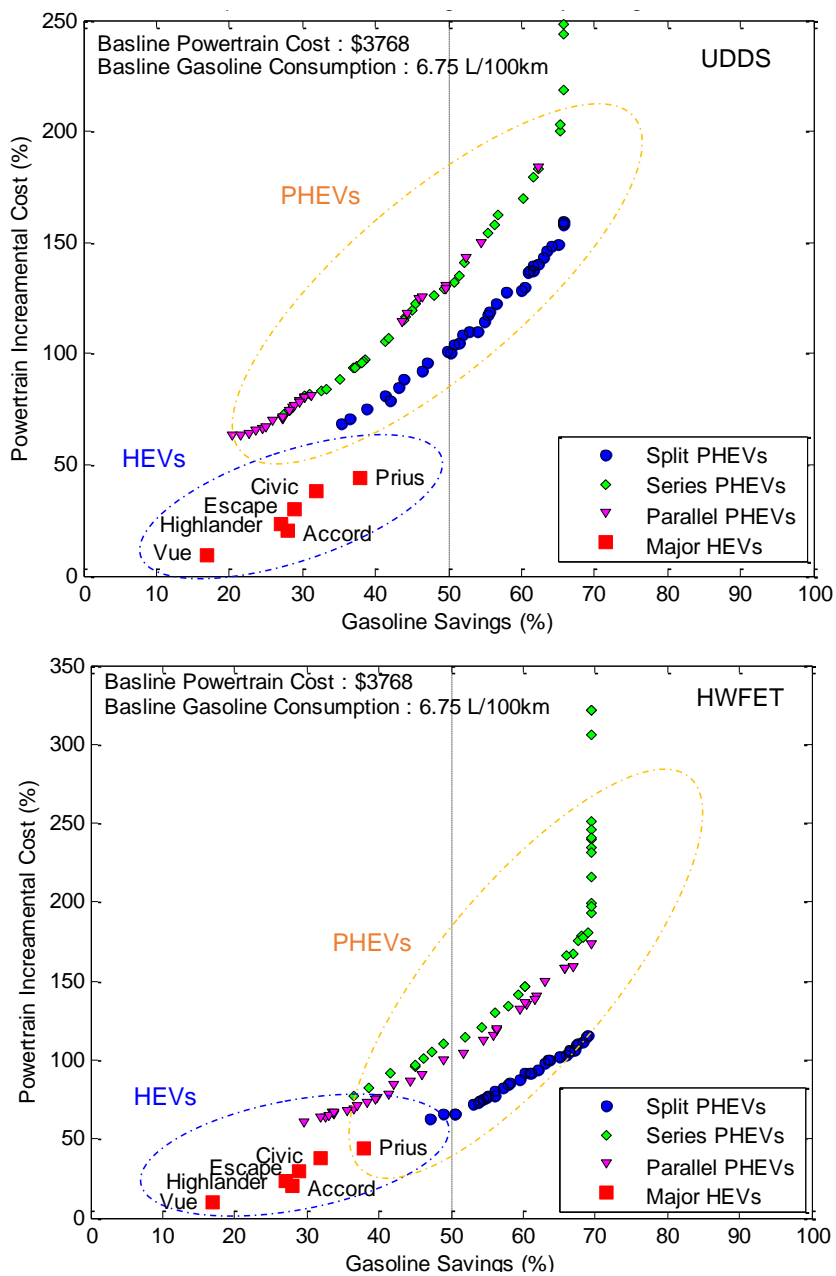 250
Basline Powertrain Cost : $3768
Basline Gasoline Consumption : 6.75 L/100km
UDDS
200
PHEVs
150
Powertrain Increamental Cost (%)
100
50
HEVs
Civic
Prius
Escape
Highlander
Accord
Vue
Split PHEVs
Series PHEVs
Parallel PHEVs
Major HEVs
0
0 10 20 30 40 50 60 70 80 90 100
Gasoline Savings (%)
350
Basline Powertrain Cost : $3768
Basline Gasoline Consumption : 6.75 L/100km
HWFET
300
250
200
PHEVs
Powertrain Increamental Cost (%)
150
100
HEVs
50
Civic
Prius
Escape
Highlander
Accord
Vue
Split PHEVs
Series PHEVs
Parallel PHEVs
Major HEVs
0
0 10 20 30 40 50 60 70 80 90 100
Gasoline Savings (%)